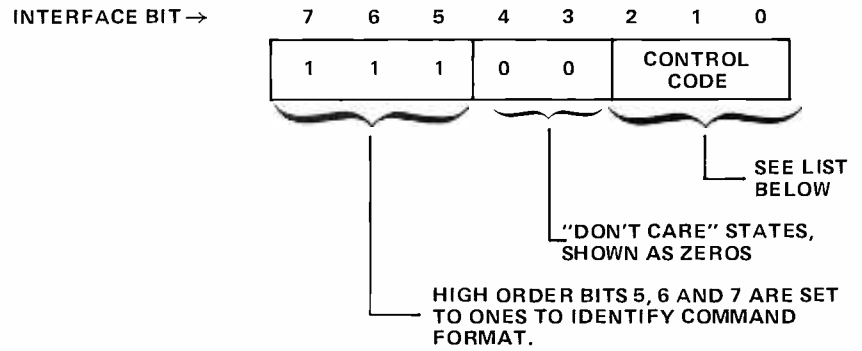 INTERFACE BIT → 7 6 5 4 3 2 1 0
1 1 1 0 0 CONTROL
CODE
SEE LIST
BELOW
"DON'T CARE" STATES,
SHOWN AS ZEROS
HIGH ORDER BITS 5, 6 AND 7 ARE SET
TO ONES TO IDENTIFY COMMAND
FORMAT.